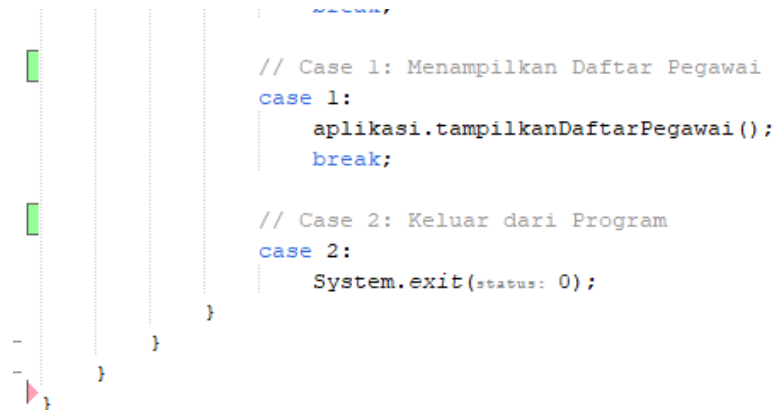 break;
// Case 1: Menampilkan Daftar Pegawai
case 1:
aplikasi.tampilkanDaftarPegawai();
break;
// Case 2: Keluar dari Program
case 2:
System.exit(status: 0);
}
}
}
}